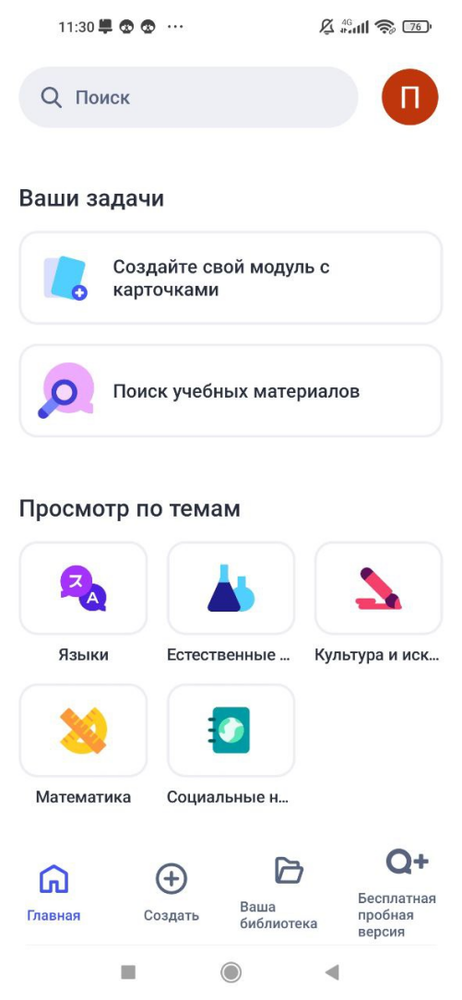 11:30
4G
76
Поиск
П
Ваши задачи
Создайте свой модуль с
карточками
Поиск учебных материалов
Просмотр по темам
ス
A
Языки
Естественные ...
Культура и иск...
Математика
Социальные н...
Главная
Создать
Ваша
библиотека
Q+
Бесплатная
пробная
версия